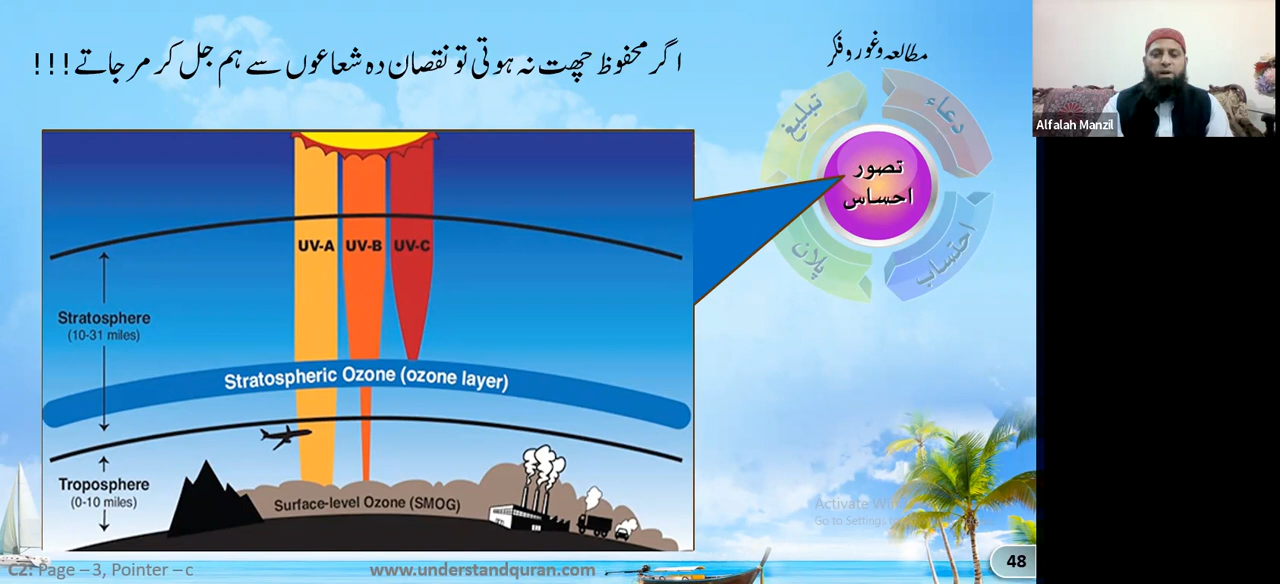 اگر محفوظ چھت نہ ہوتی تو نقصان دہ شعاعوں سے ہم جل کر مر جاتے!!!
مطالعہ وغور و فکر
دعاء
تبلیغ
تصور
احساس
احتساب
پلان
UV-A UV-B UV-C
Stratosphere
(10-31 miles)
Stratospheric Ozone (ozone layer)
Troposphere
(0-10 miles)
Surface-level Ozone (SMOG)
Alfalah Manzil
Activate Win
Go to Settings
C2: Page – 3, Pointer – c
www.understandquran.com
48